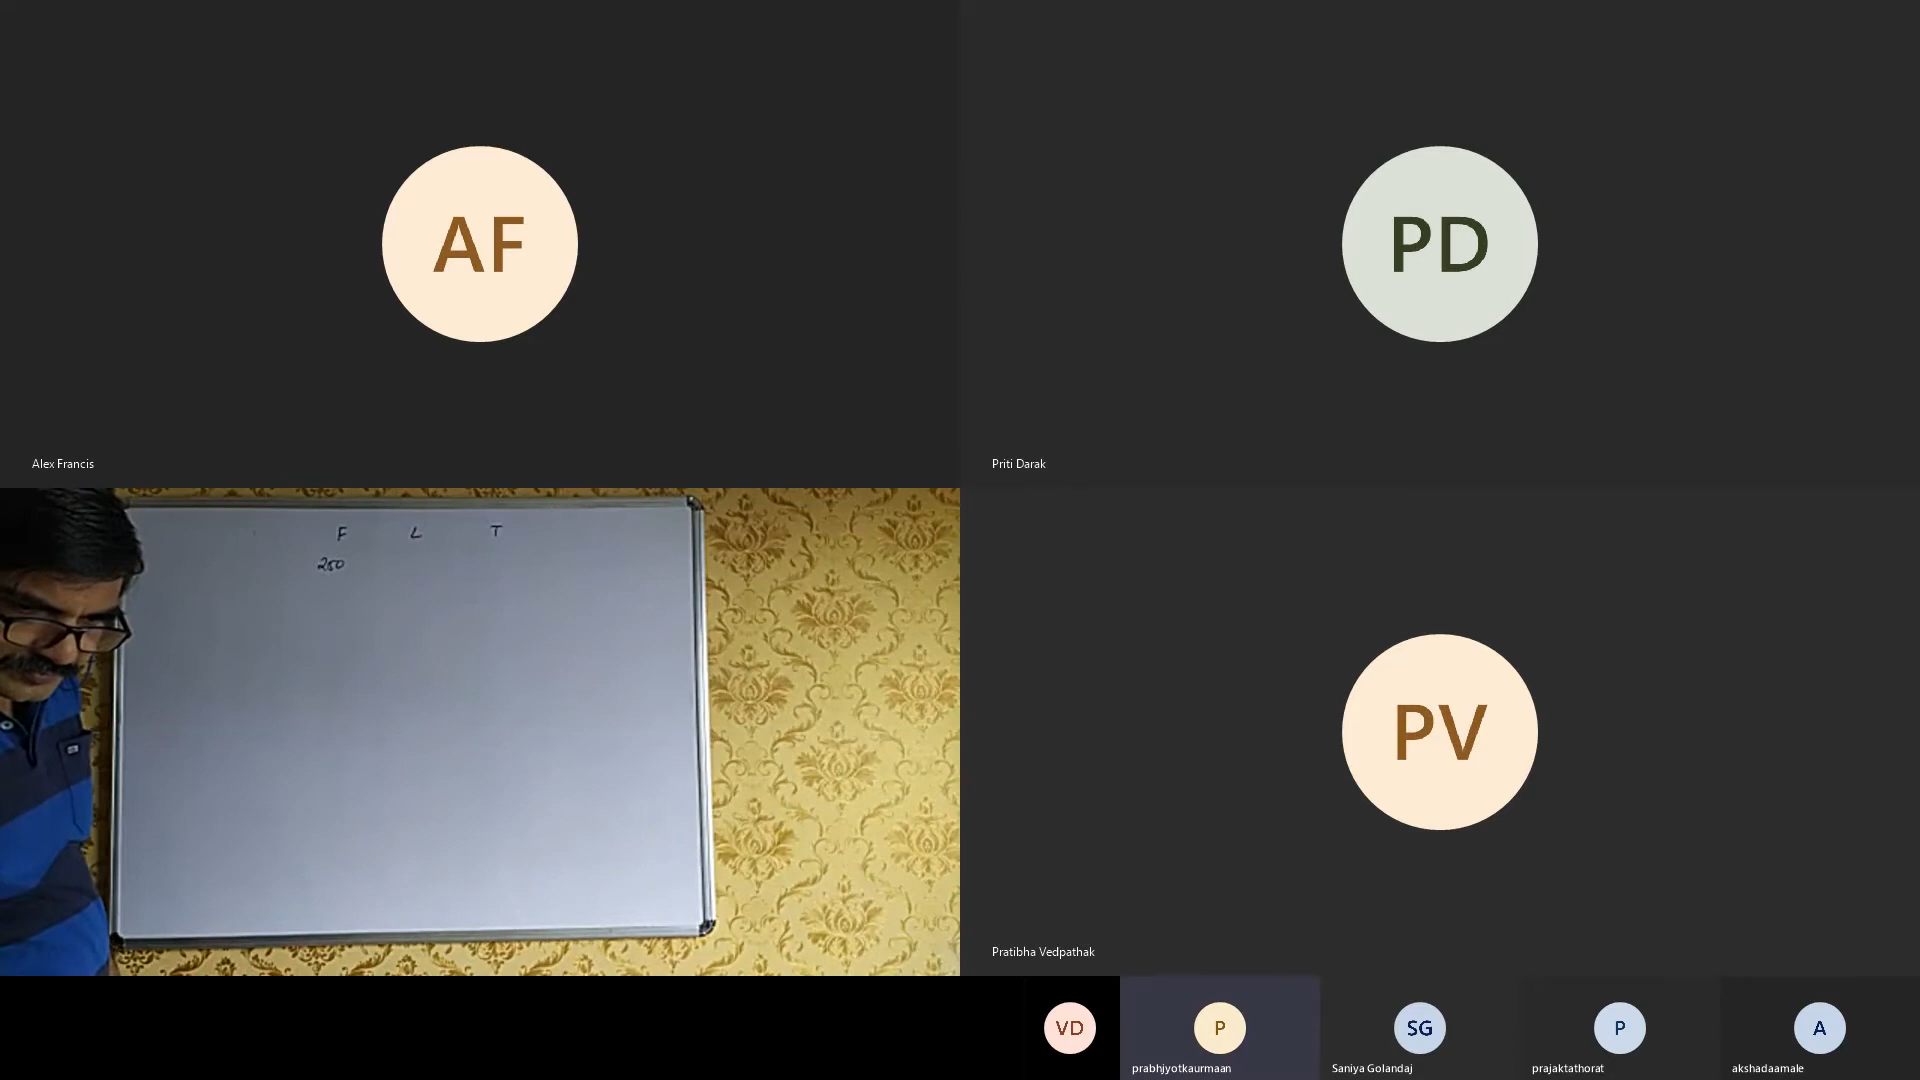 AF
Alex Francis
PD
Priti Darak
F L T
250
PV
Pratibha Vedpathak
VD
P
prabhjyotkaurmaan
SG
Saniya Golandaj
P
prajaktathorat
A
akshadaamale